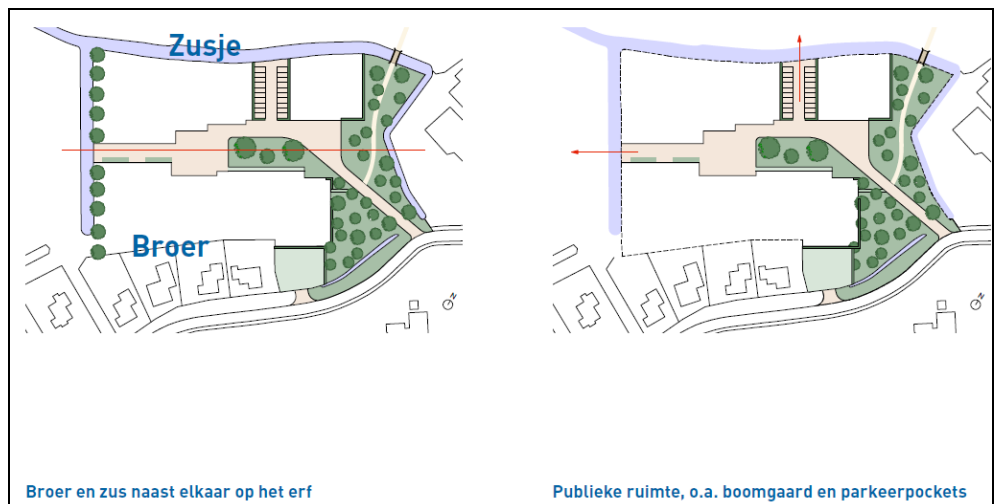 Zusje
Broer
N
N
Broer en zus naast elkaar op het erf
Publieke ruimte, o.a. boomgaard en parkeerpockets